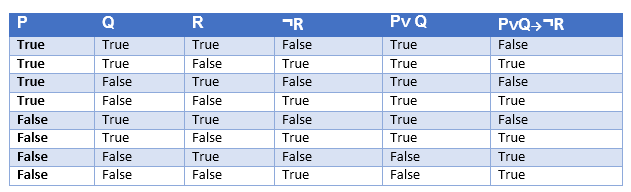 P Q R ¬R P∨ Q P∨Q→¬R
True True True False True False
True True False True True True
True False True False True False
True False False True True True
False True True False True False
False True False True True True
False False True False False True
False False False True False True